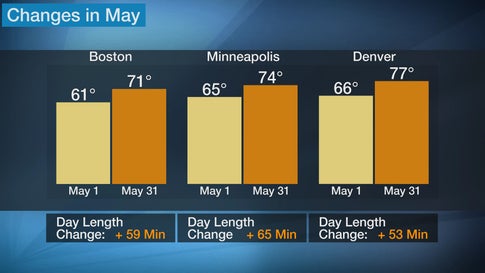 Changes in May
Boston
Minneapolis
Denver
61°
71°
65°
74°
66°
77°
May 1
May 31
May 1
May 31
May 1
May 31
Day Length
Change: + 59 Min
Day Length
Change + 65 Min
Day Length
Change: + 53 Min